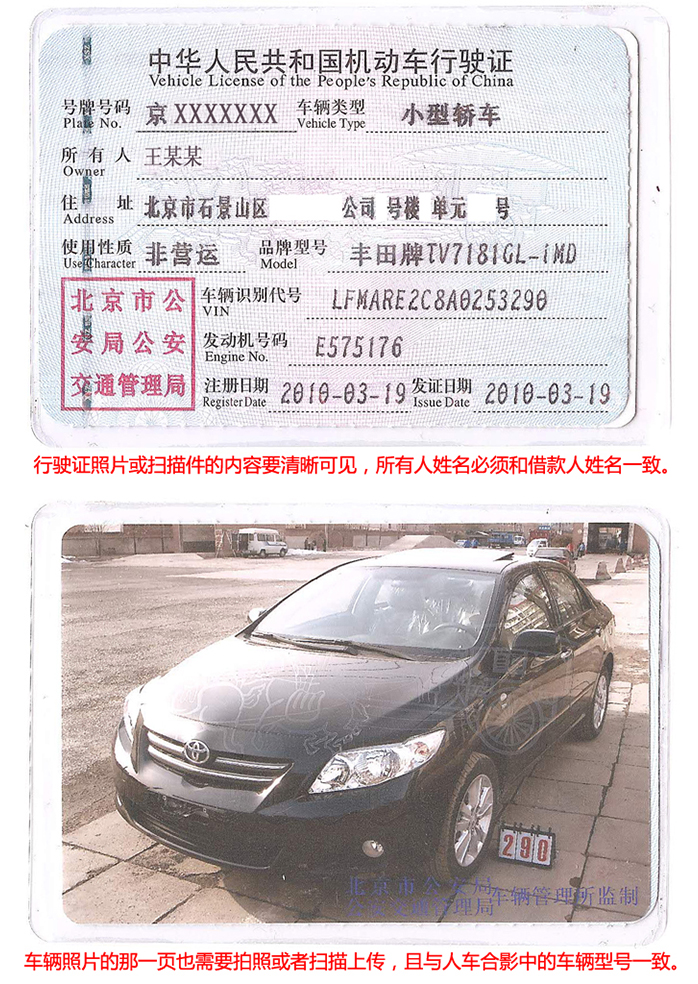 中华人民共和国机动车行驶证
Vehicle License of the People's Republic of China
号牌号码 京 XXXXXXX 车辆类型 小型轿车
Plate No. Vehicle Type
所有人 王某某
Owner
住址 北京市石景山区 公司 号楼 单元 号
Address
使用性质 非营运 品牌型号 丰田牌TV7181GL-iMD
Use Character Model
北京市公安局公安交通管理局
车辆识别代号 LFMARE2C8A0253290
VIN
发动机号码 E575176
Engine No.
注册日期 2010-03-19 发证日期 2010-03-19
Register Date Issue Date
行驶证照片或扫描件的内容要清晰可见，所有人姓名必须和借款人姓名一致。
290
北京市公安局
公安交通管理局 车辆管理所监制
车辆照片的那一页也需要拍照或者扫描上传，且与人车合影中的车辆型号一致。